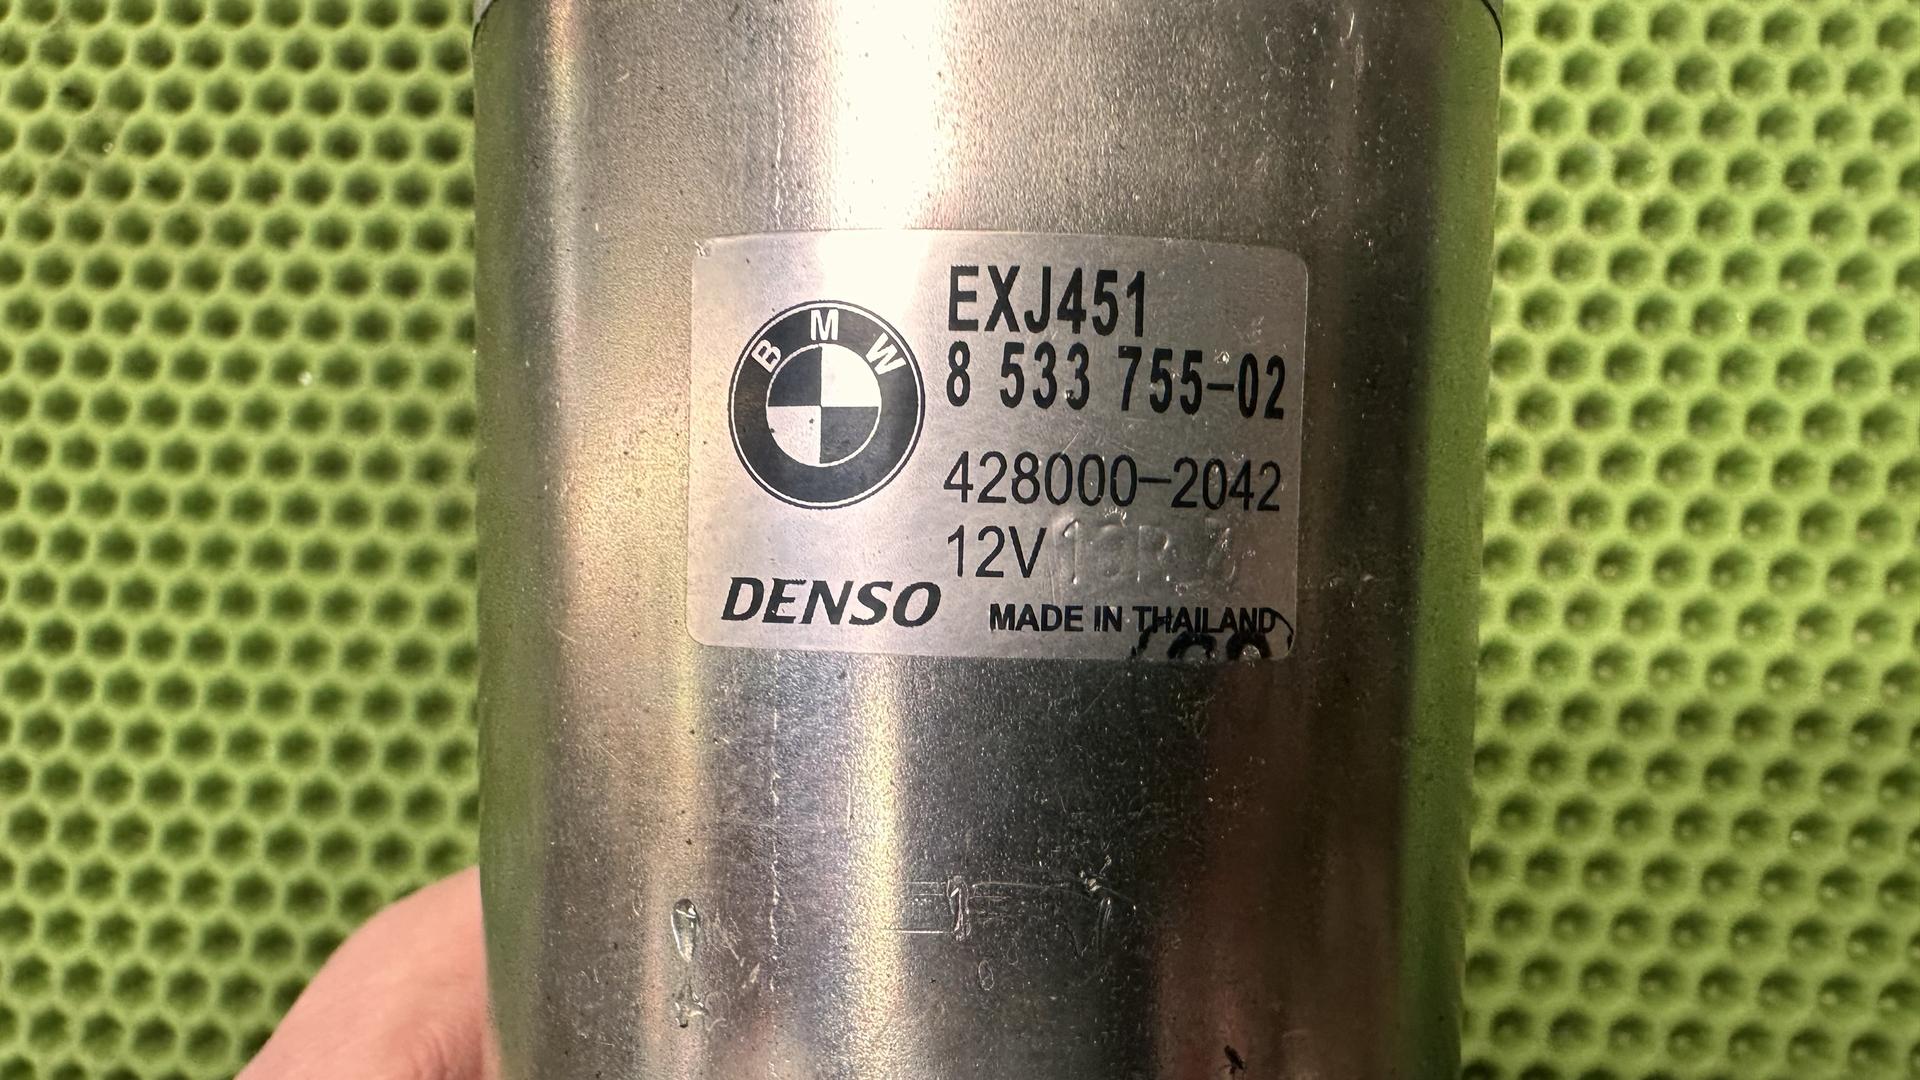 BMW
EXJ451
8 533 755-02
428000-2042
12V
DENSO
MADE IN THAILAND